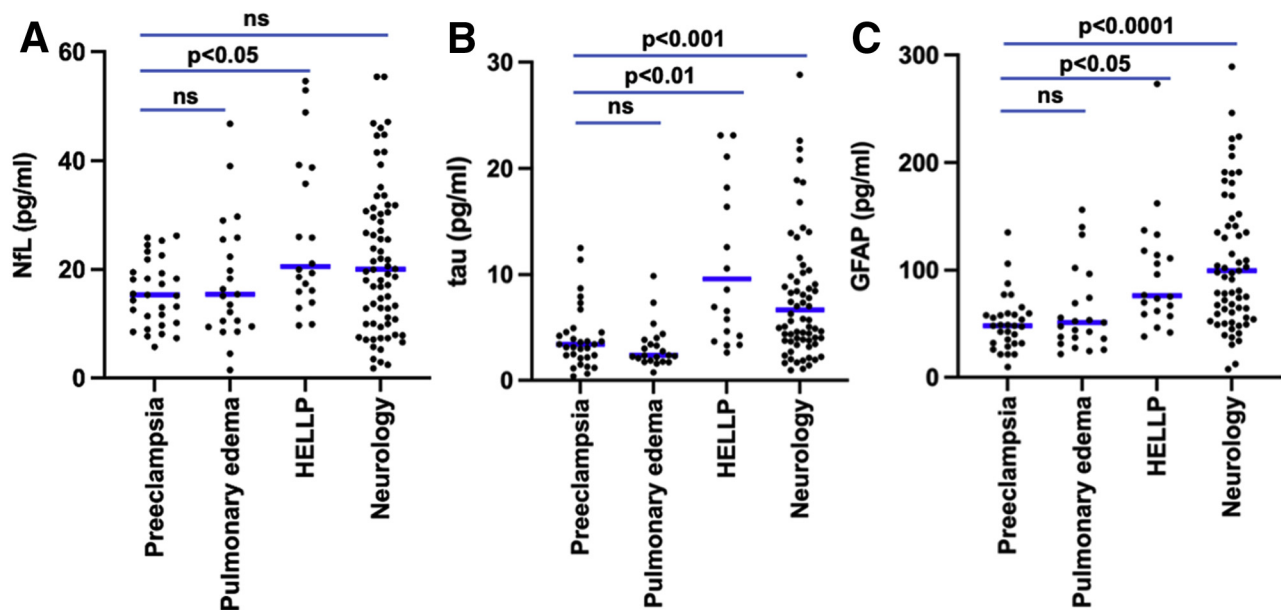 A
ns
p<0.05
ns
NfL (pg/ml)
60
40
20
0
Preeclampsia
Pulmonary edema
HELLP
Neurology
B
p<0.001
p<0.01
ns
tau (pg/ml)
30
20
10
0
Preeclampsia
Pulmonary edema
HELLP
Neurology
C
p<0.0001
p<0.05
ns
GFAP (pg/ml)
300
200
100
0
Preeclampsia
Pulmonary edema
HELLP
Neurology